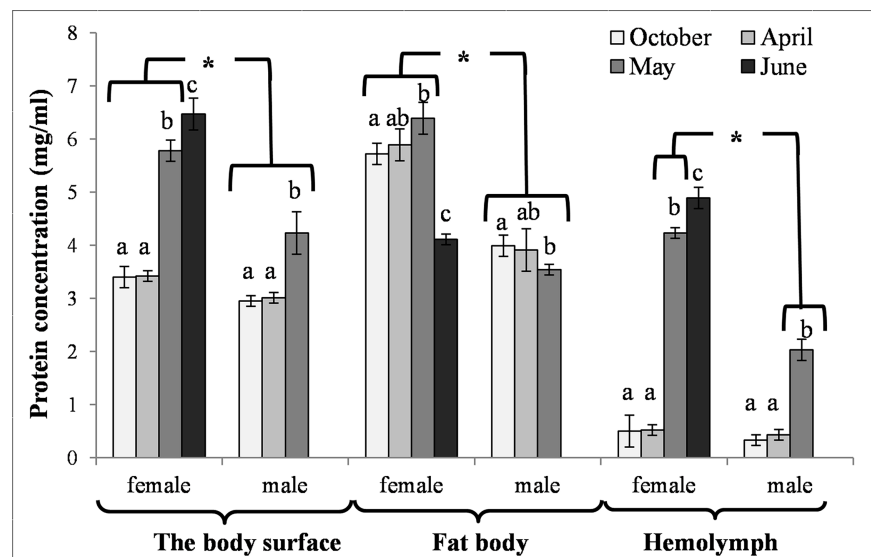 Protein concentration (mg/ml)
8
7
6
5
4
3
2
1
0
October April
May June
* * *
a a b c
a a b
a ab b c
a ab b
a a b c
a a b
female male female male female male
The body surface Fat body Hemolymph